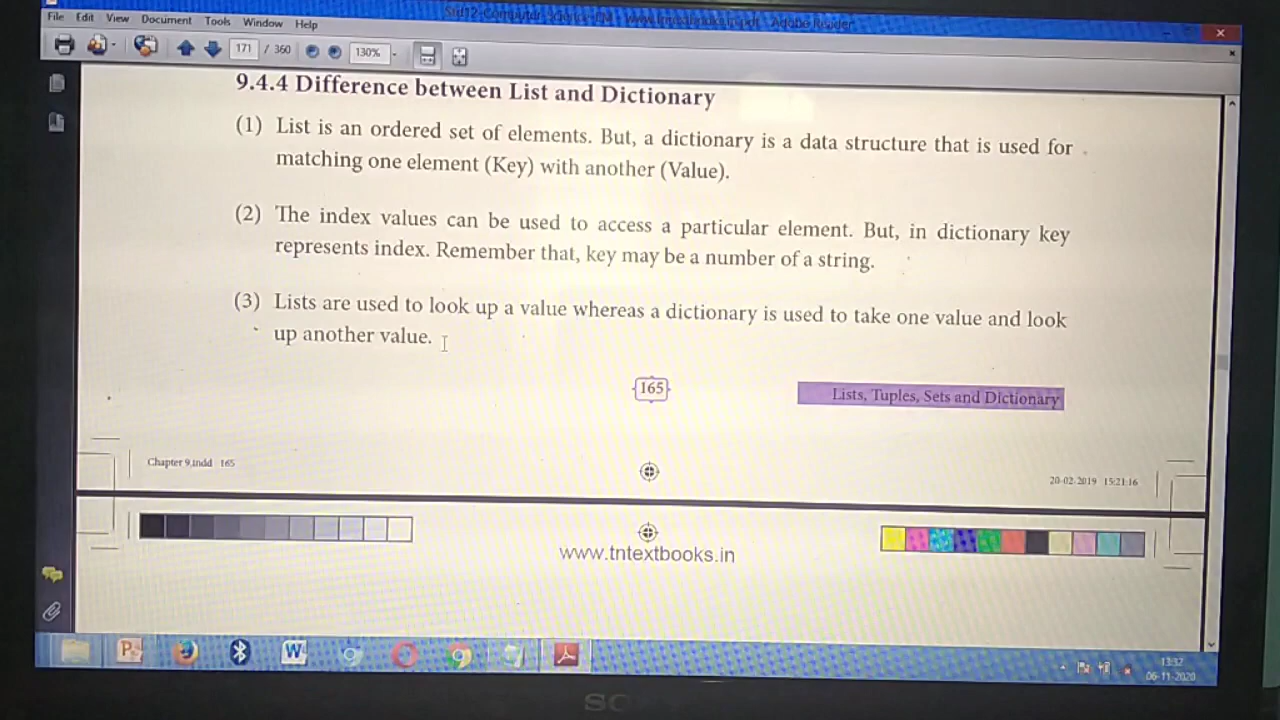 File Edit View Document Tools Window Help
171 / 360
130%
9.4.4 Difference between List and Dictionary
(1) List is an ordered set of elements. But, a dictionary is a data structure that is used for
matching one element (Key) with another (Value).
(2) The index values can be used to access a particular element. But, in dictionary key
represents index. Remember that, key may be a number of a string.
(3) Lists are used to look up a value whereas a dictionary is used to take one value and look
up another value.
165
Lists, Tuples, Sets and Dictionary
Chapter 9.indd 165
20-02-2019 15:21:16
www.tntextbooks.in
13:32
06-11-2020